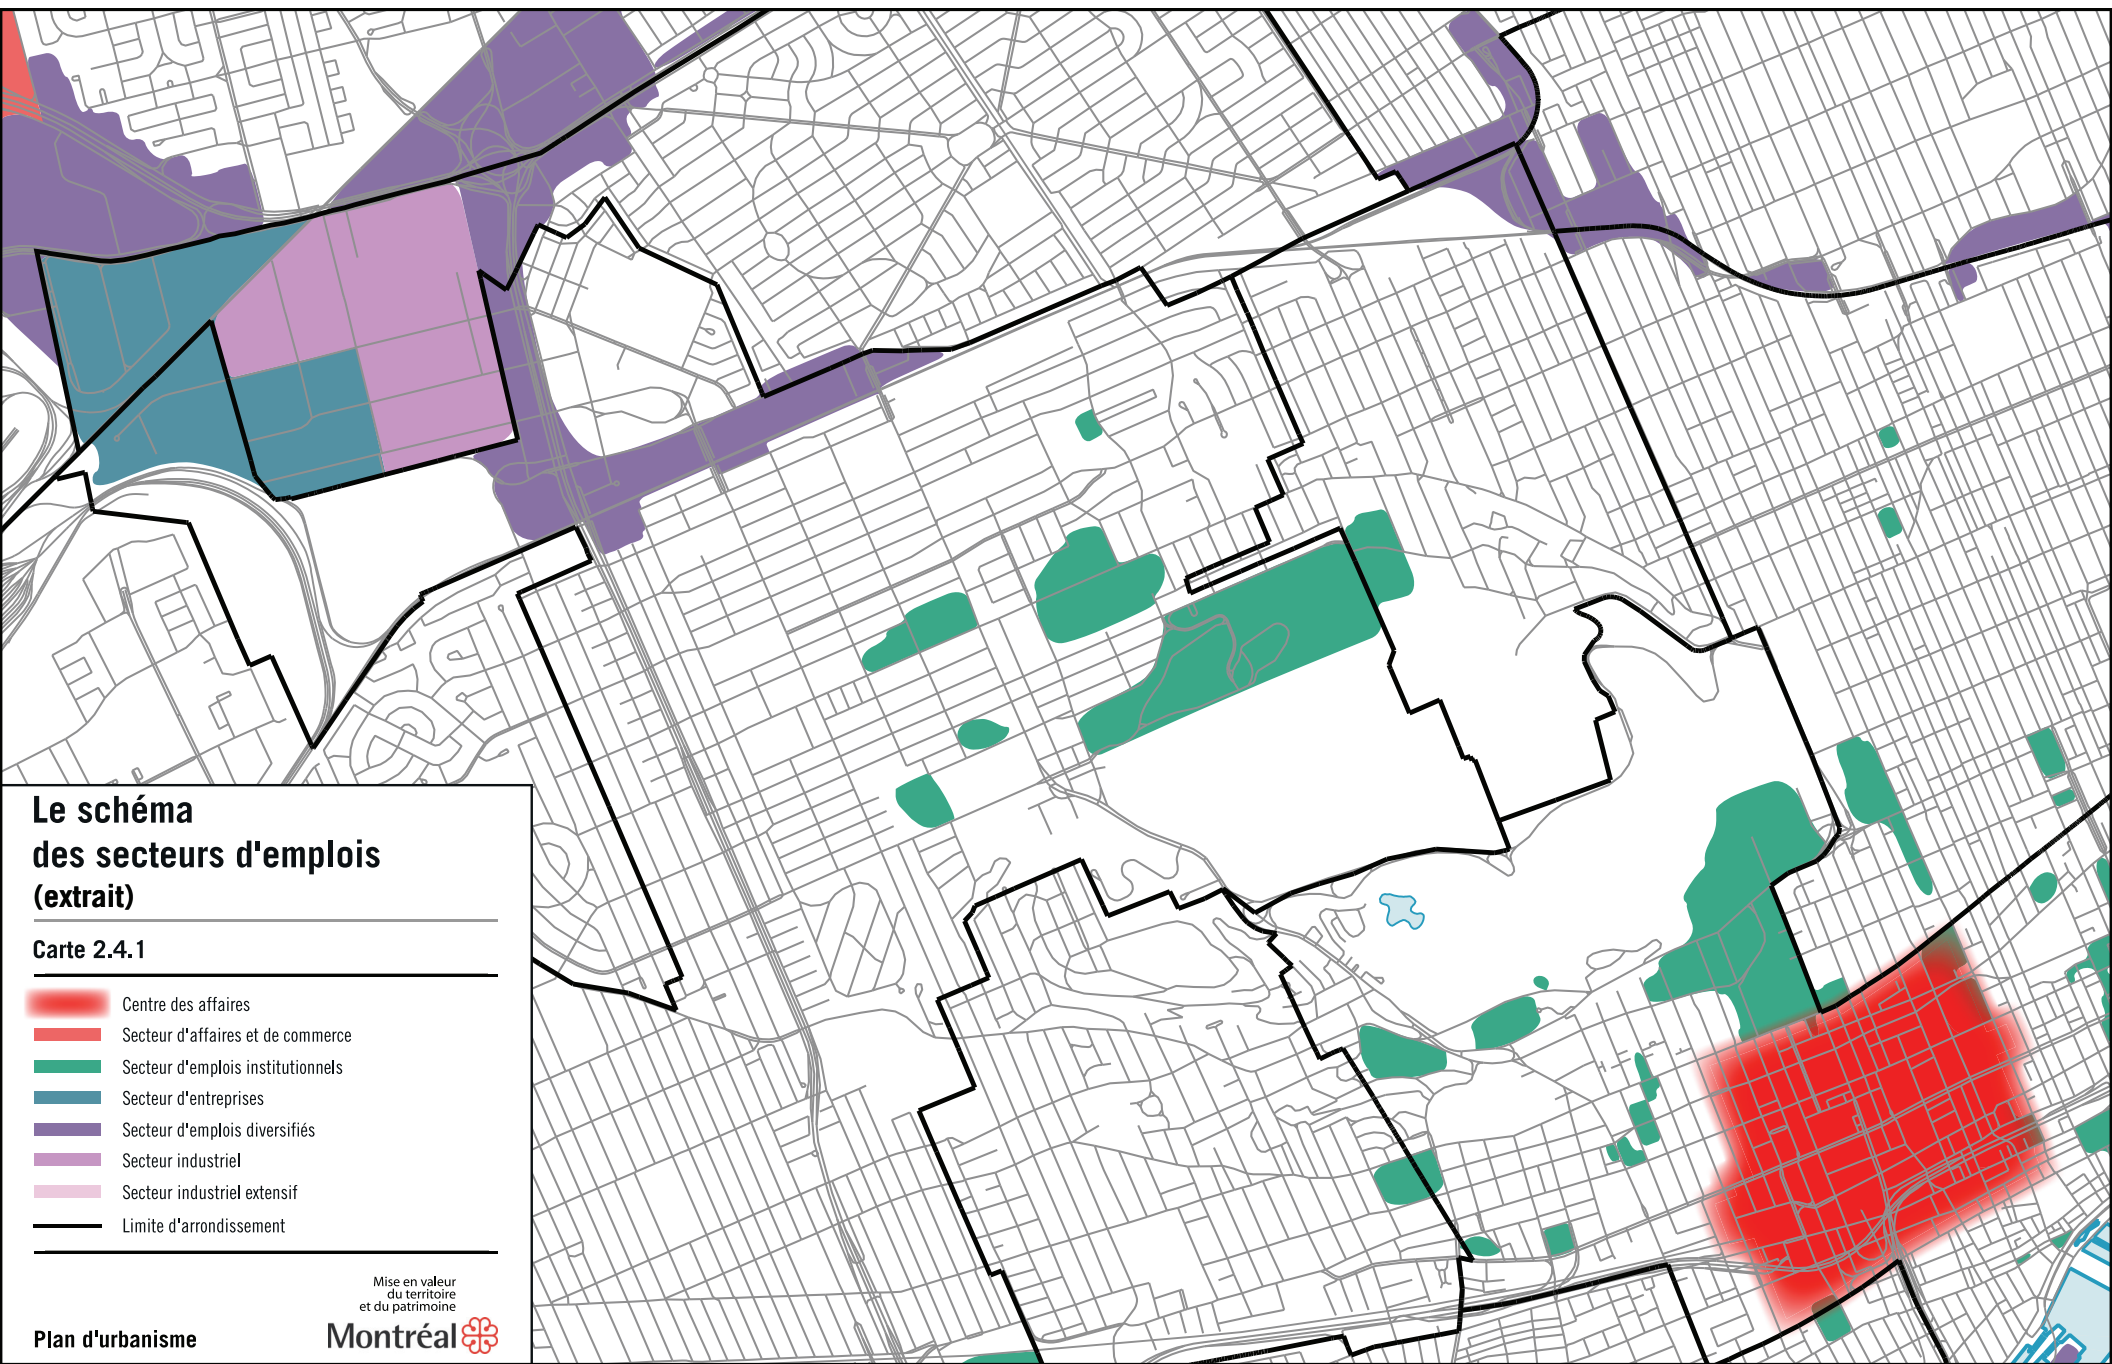 Le schéma
des secteurs d'emplois
(extrait)
Carte 2.4.1
Centre des affaires
Secteur d'affaires et de commerce
Secteur d'emplois institutionnels
Secteur d'entreprises
Secteur d'emplois diversifiés
Secteur industriel
Secteur industriel extensif
Limite d'arrondissement
Mise en valeur
du territoire
et du patrimoine
Plan d'urbanisme
Montréal